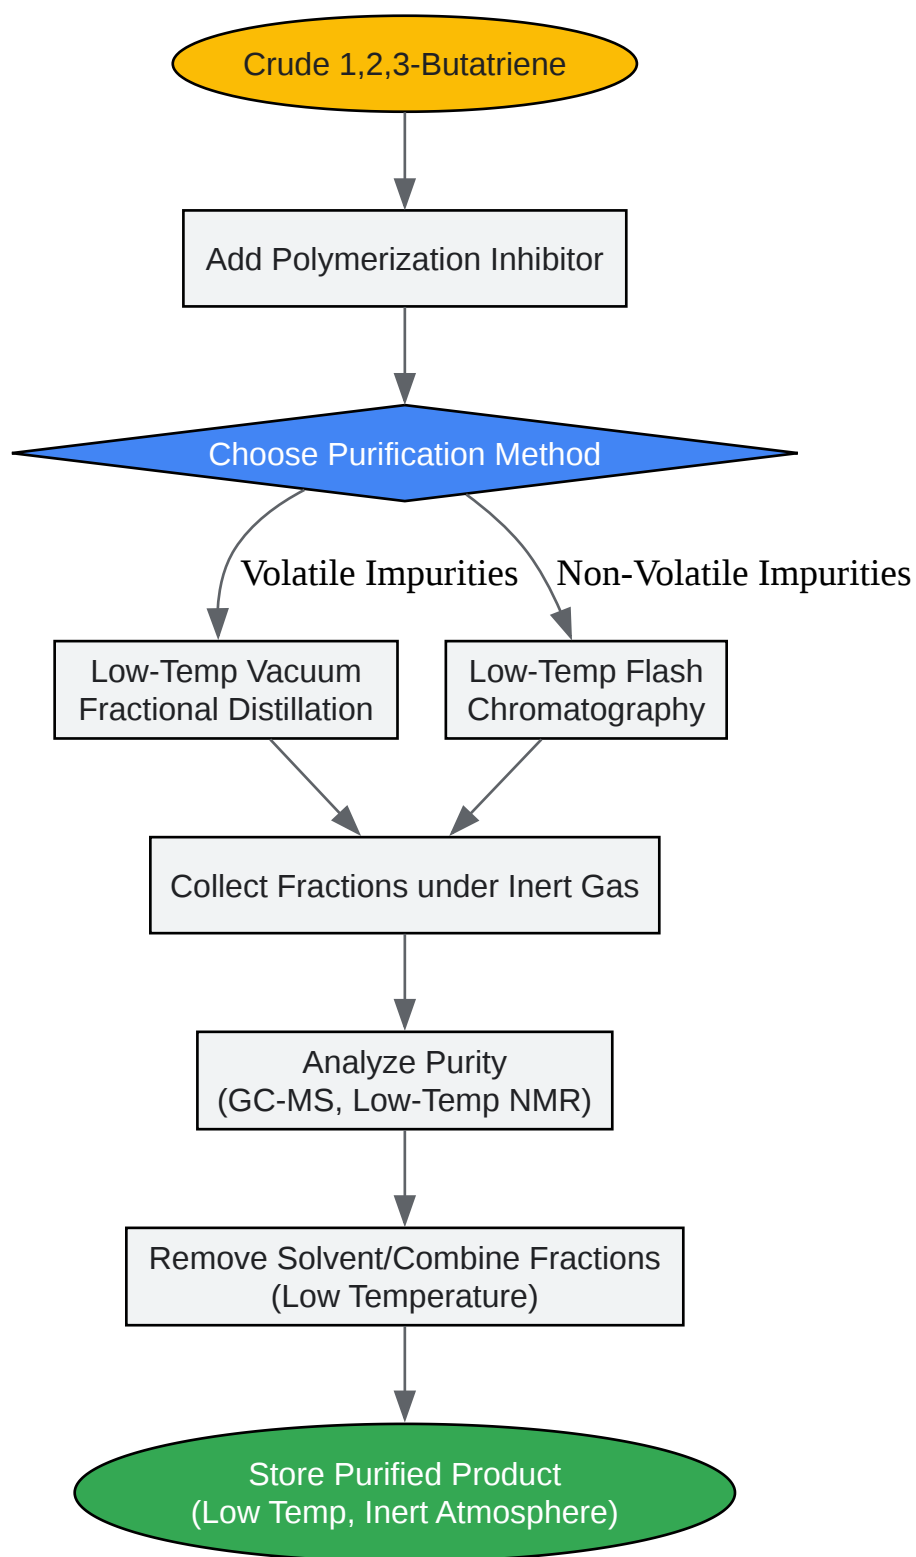 Crude 1,2,3-Butatriene
Add Polymerization Inhibitor
Choose Purification Method
Volatile Impurities
Non-Volatile Impurities
Low-Temp Vacuum
Fractional Distillation
Low-Temp Flash
Chromatography
Collect Fractions under Inert Gas
Analyze Purity
(GC-MS, Low-Temp NMR)
Remove Solvent/Combine Fractions
(Low Temperature)
Store Purified Product
(Low Temp, Inert Atmosphere)